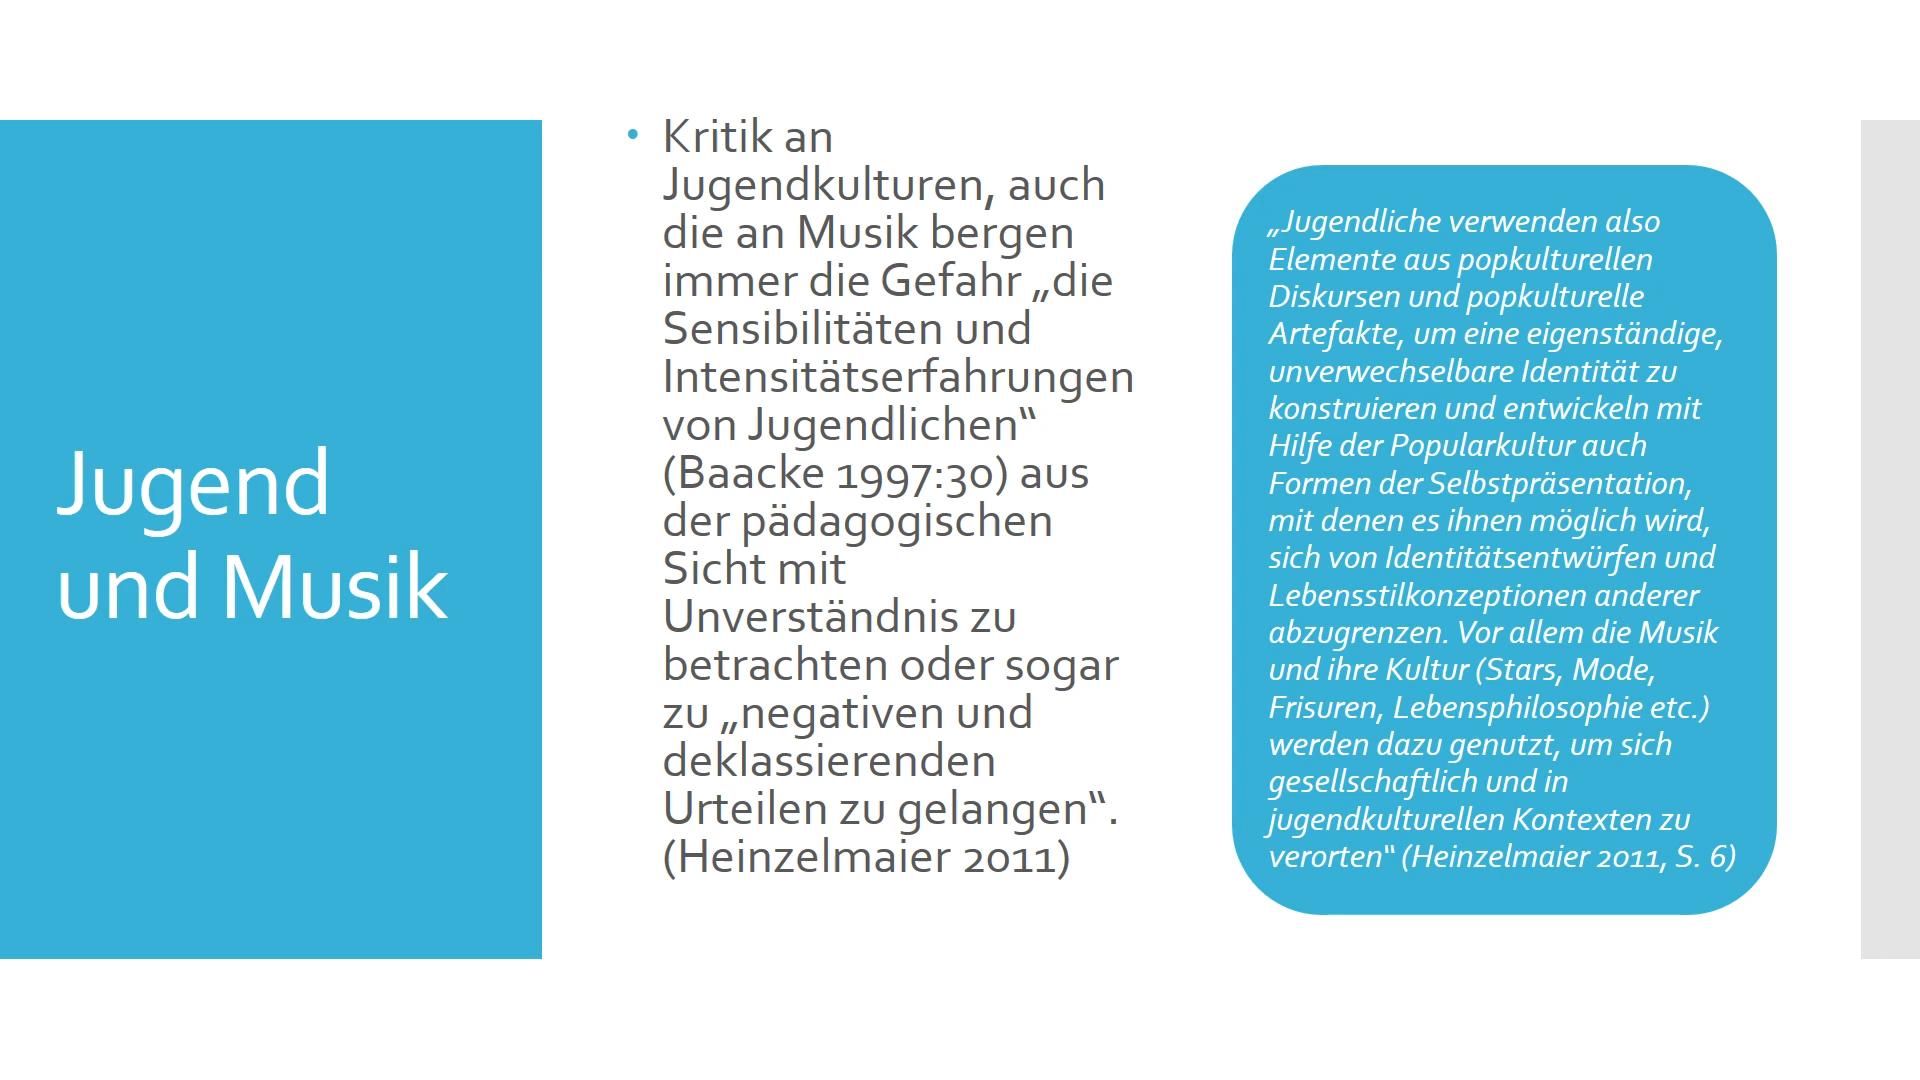 Jugend
und Musik
• Kritik an
Jugendkulturen, auch
die an Musik bergen
immer die Gefahr „die
Sensibilitäten und
Intensitätserfahrungen
von Jugendlichen“
(Baacke 1997:30) aus
der pädagogischen
Sicht mit
Unverständnis zu
betrachten oder sogar
zu „negativen und
deklassierenden
Urteilen zu gelangen“.
(Heinzelmaier 2011)
„Jugendliche verwenden also
Elemente aus popkulturellen
Diskursen und popkulturelle
Artefakte, um eine eigenständige,
unverwechselbare Identität zu
konstruieren und entwickeln mit
Hilfe der Popularkultur auch
Formen der Selbstpräsentation,
mit denen es ihnen möglich wird,
sich von Identitätsentwürfen und
Lebensstilkonzeptionen anderer
abzugrenzen. Vor allem die Musik
und ihre Kultur (Stars, Mode,
Frisuren, Lebensphilosophie etc.)
werden dazu genutzt, um sich
gesellschaftlich und in
jugendkulturellen Kontexten zu
verorten“ (Heinzelmaier 2011, S. 6)